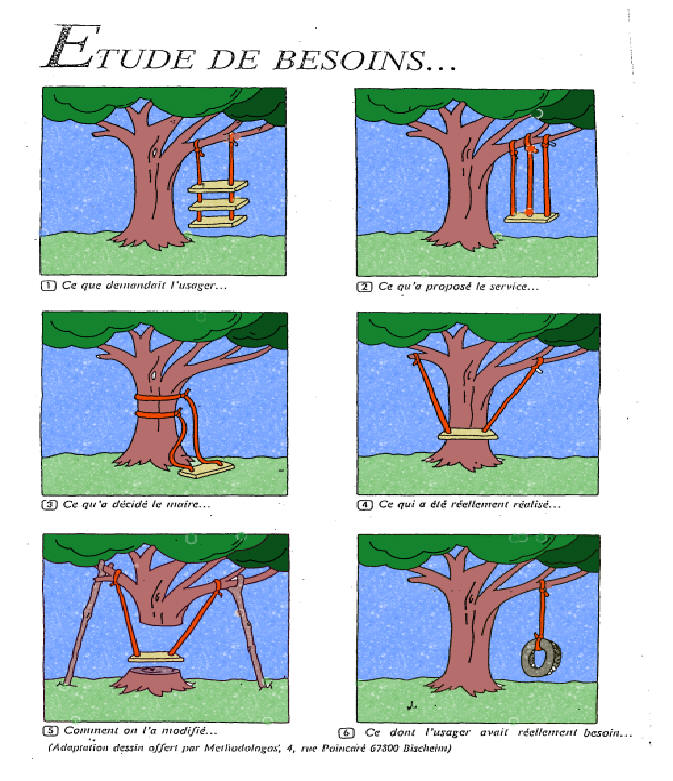 ETUDE DE BESOINS...
1 Ce que demandait l'usager...
2 Ce qu'a proposé le service...
3 Ce qu'a décidé le maire...
4 Ce qui a été réellement réalisé...
5 Comment on l'a modifié...
6 Ce dont l'usager avait réellement besoin...
(Adaptation dessin offert par Methodologos, 4, rue Poincaré 67300 Bischeim)